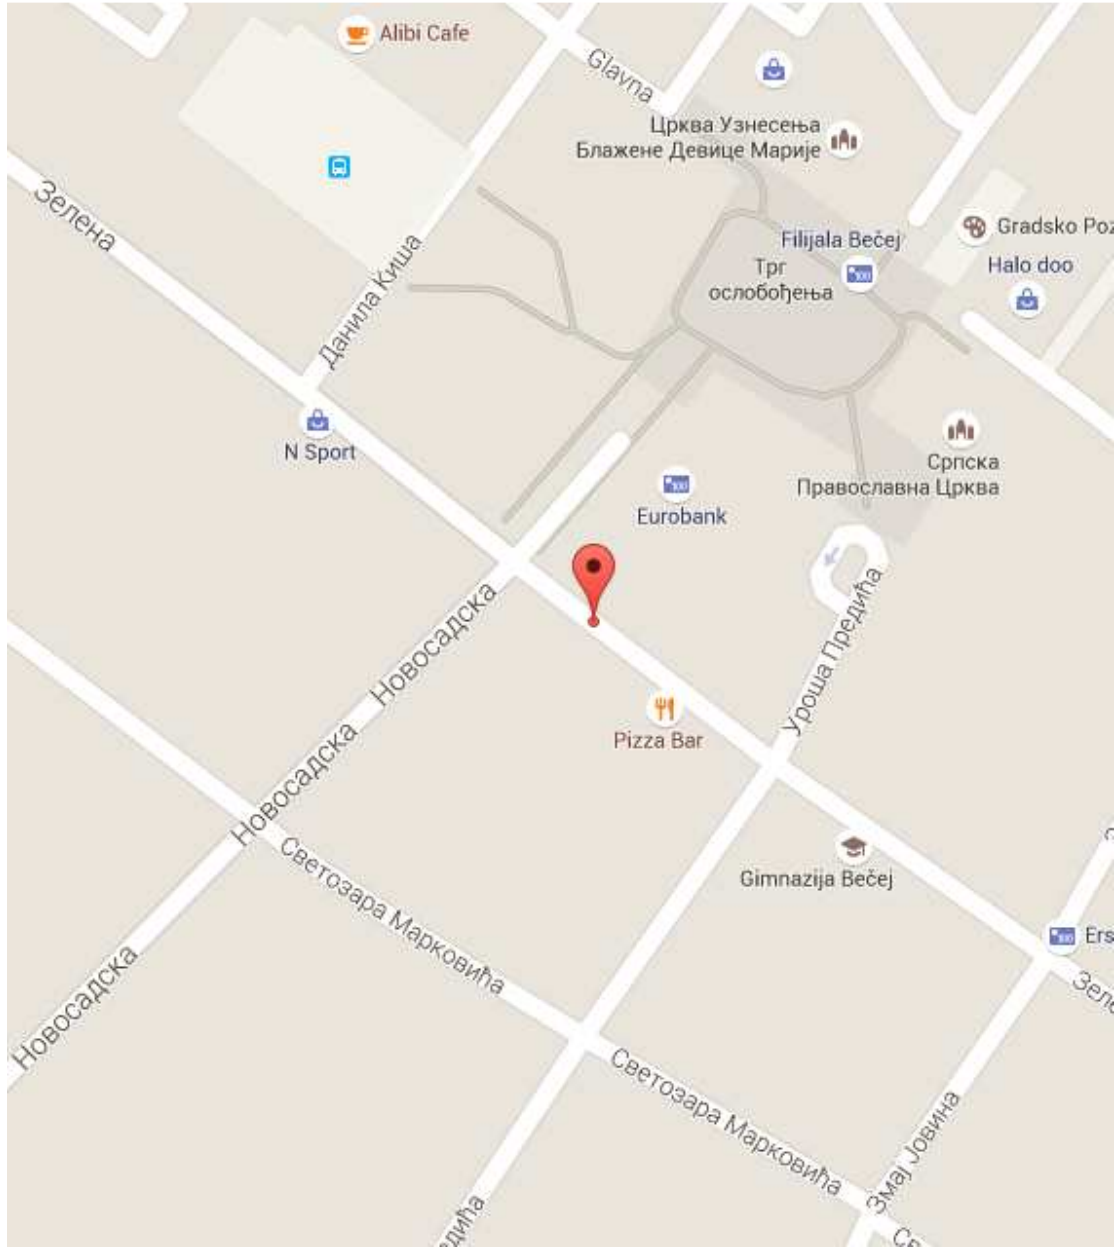 Alibi Cafe
Glavna
Црква Узнесења
Блажене Девице Марије
Зелена
Gradsko Poz
Filijala Bečej
Halo doo
Трг
ослобођења
Данила Киша
N Sport
Српска
Православна Црква
Eurobank
Новосадска
Уроша Предића
Pizza Bar
Новосадска
Светозара Марковића
Gimnazija Bečej
Ers
Зеле
Новосадска
Светозара Марковића
Змај Јовина
едића
Св